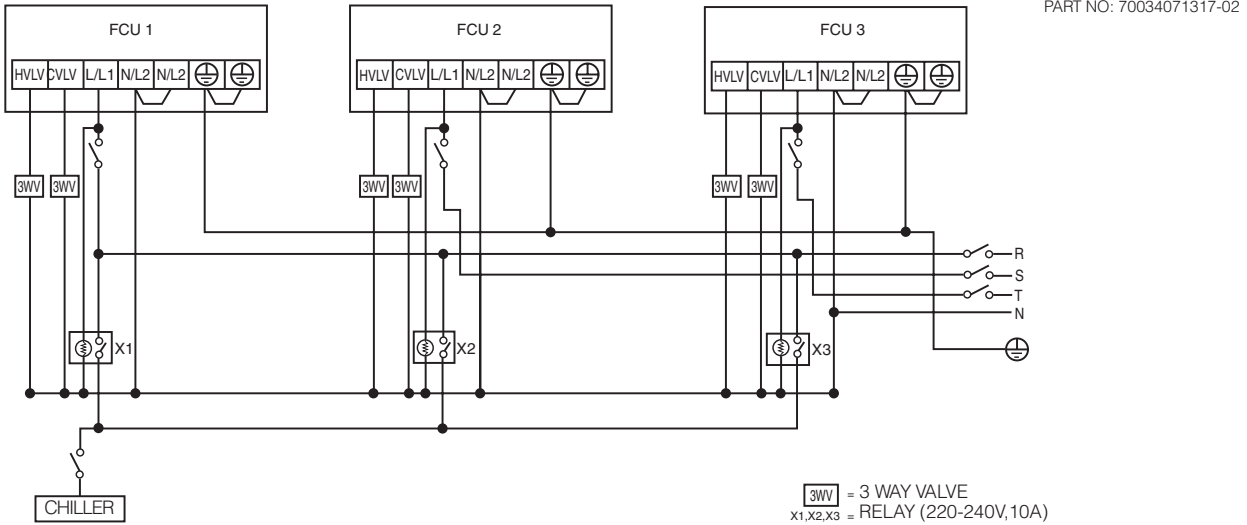 PART NO: 70034071317-02
FCU 1
FCU 2
FCU 3
HVLV CVLV L/L1 N/L2 N/L2
HVLV CVLV L/L1 N/L2 N/L2
HVLV CVLV L/L1 N/L2 N/L2
3WV 3WV
3WV 3WV
3WV 3WV
R
S
T
N
X1
X2
X3
CHILLER
3WV = 3 WAY VALVE
X1,X2,X3 = RELAY (220-240V,10A)